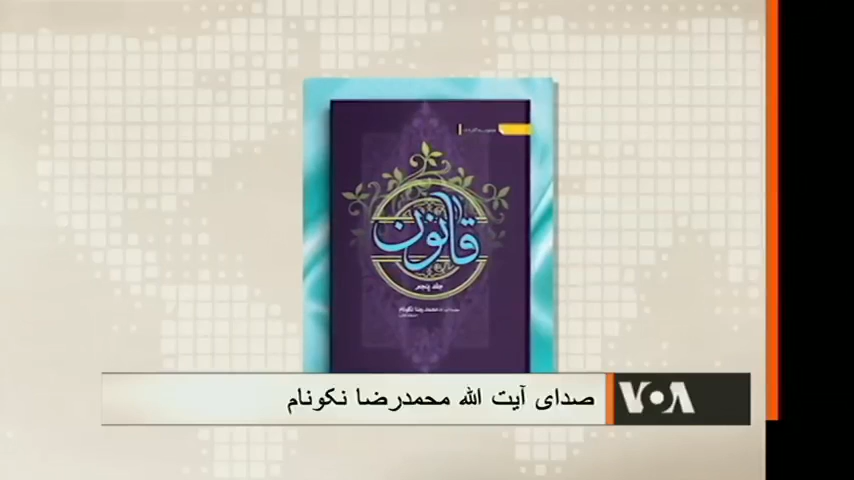 قانون
جلد پنجم
محمدرضا نکونام
صدای آیت الله محمدرضا نکونام
VOA